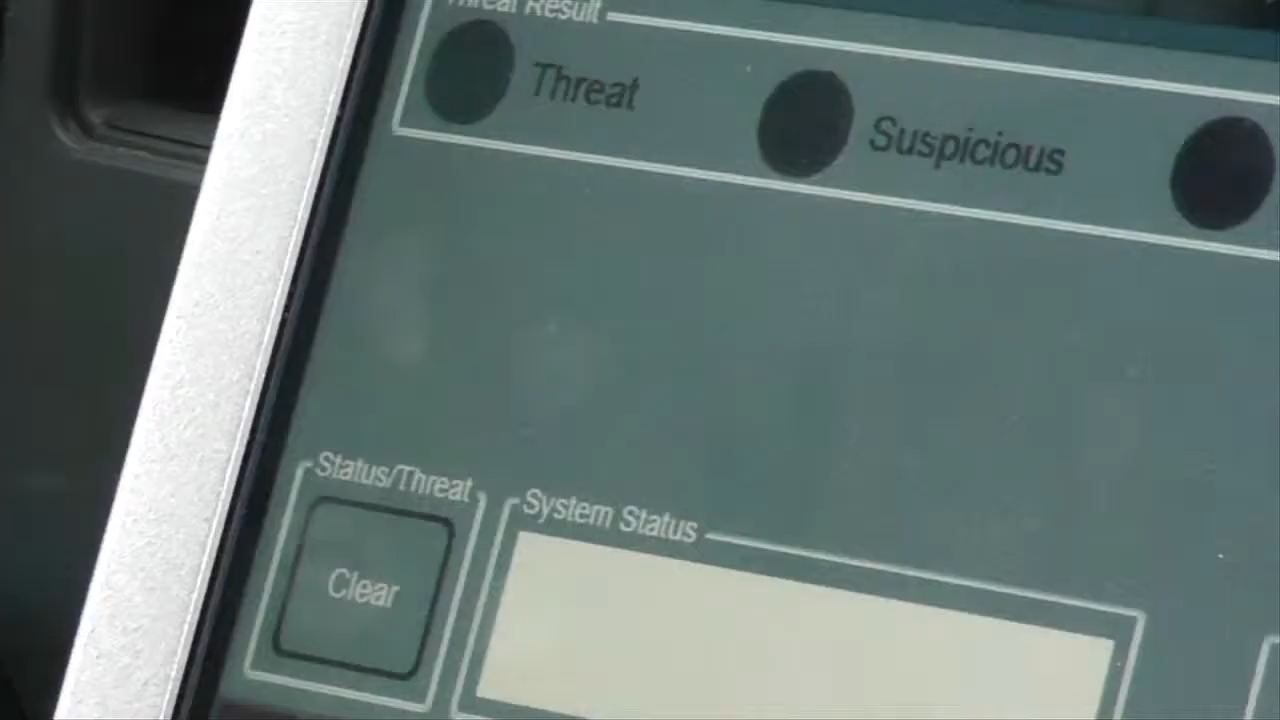 Threat Result
Threat
Suspicious
Status/Threat
System Status
Clear